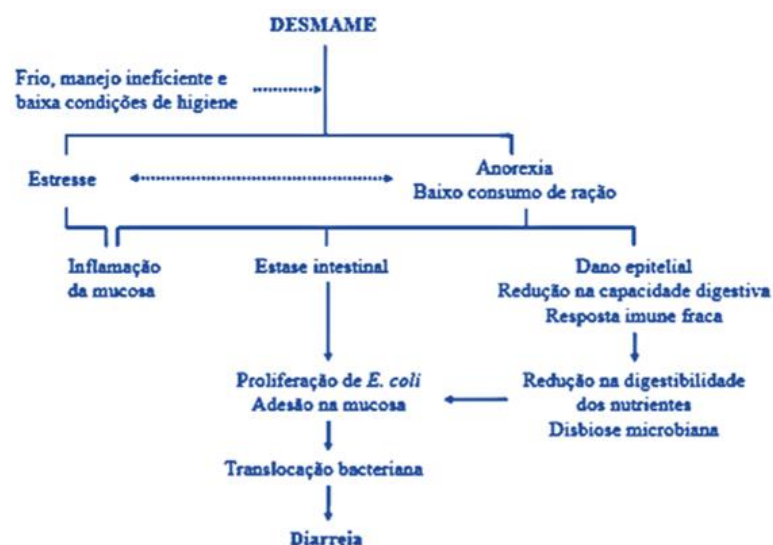 DESMAME
Frio, manejo ineficiente e
baixa condições de higiene
Estresse
Anorexia
Baixo consumo de ração
Inflamação
da mucosa
Estase intestinal
Dano epitelial
Redução na capacidade digestiva
Resposta imune fraca
Proliferação de E. coli
Adesão na mucosa
Redução na digestibilidade
dos nutrientes
Disbiose microbiana
Translocação bacteriana
Diarreia